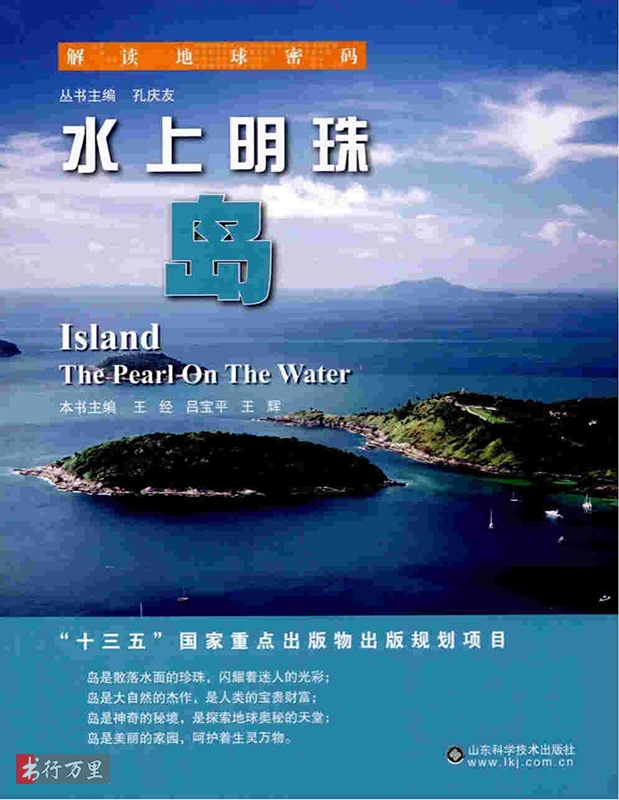 解读地球密码
丛书主编 孔庆友
水上明珠
岛
Island
The Pearl On The Water
本书主编 王 经 吕宝平 王 辉
“十三五”国家重点出版物出版规划项目
岛是散落水面的珍珠，闪耀着迷人的光彩；
岛是大自然的杰作，是人类的宝贵财富；
岛是神奇的秘境，是探索地球奥秘的天堂；
岛是美丽的家园，呵护着生灵万物。
山东科学技术出版社
www.lkj.com.cn
书行万里